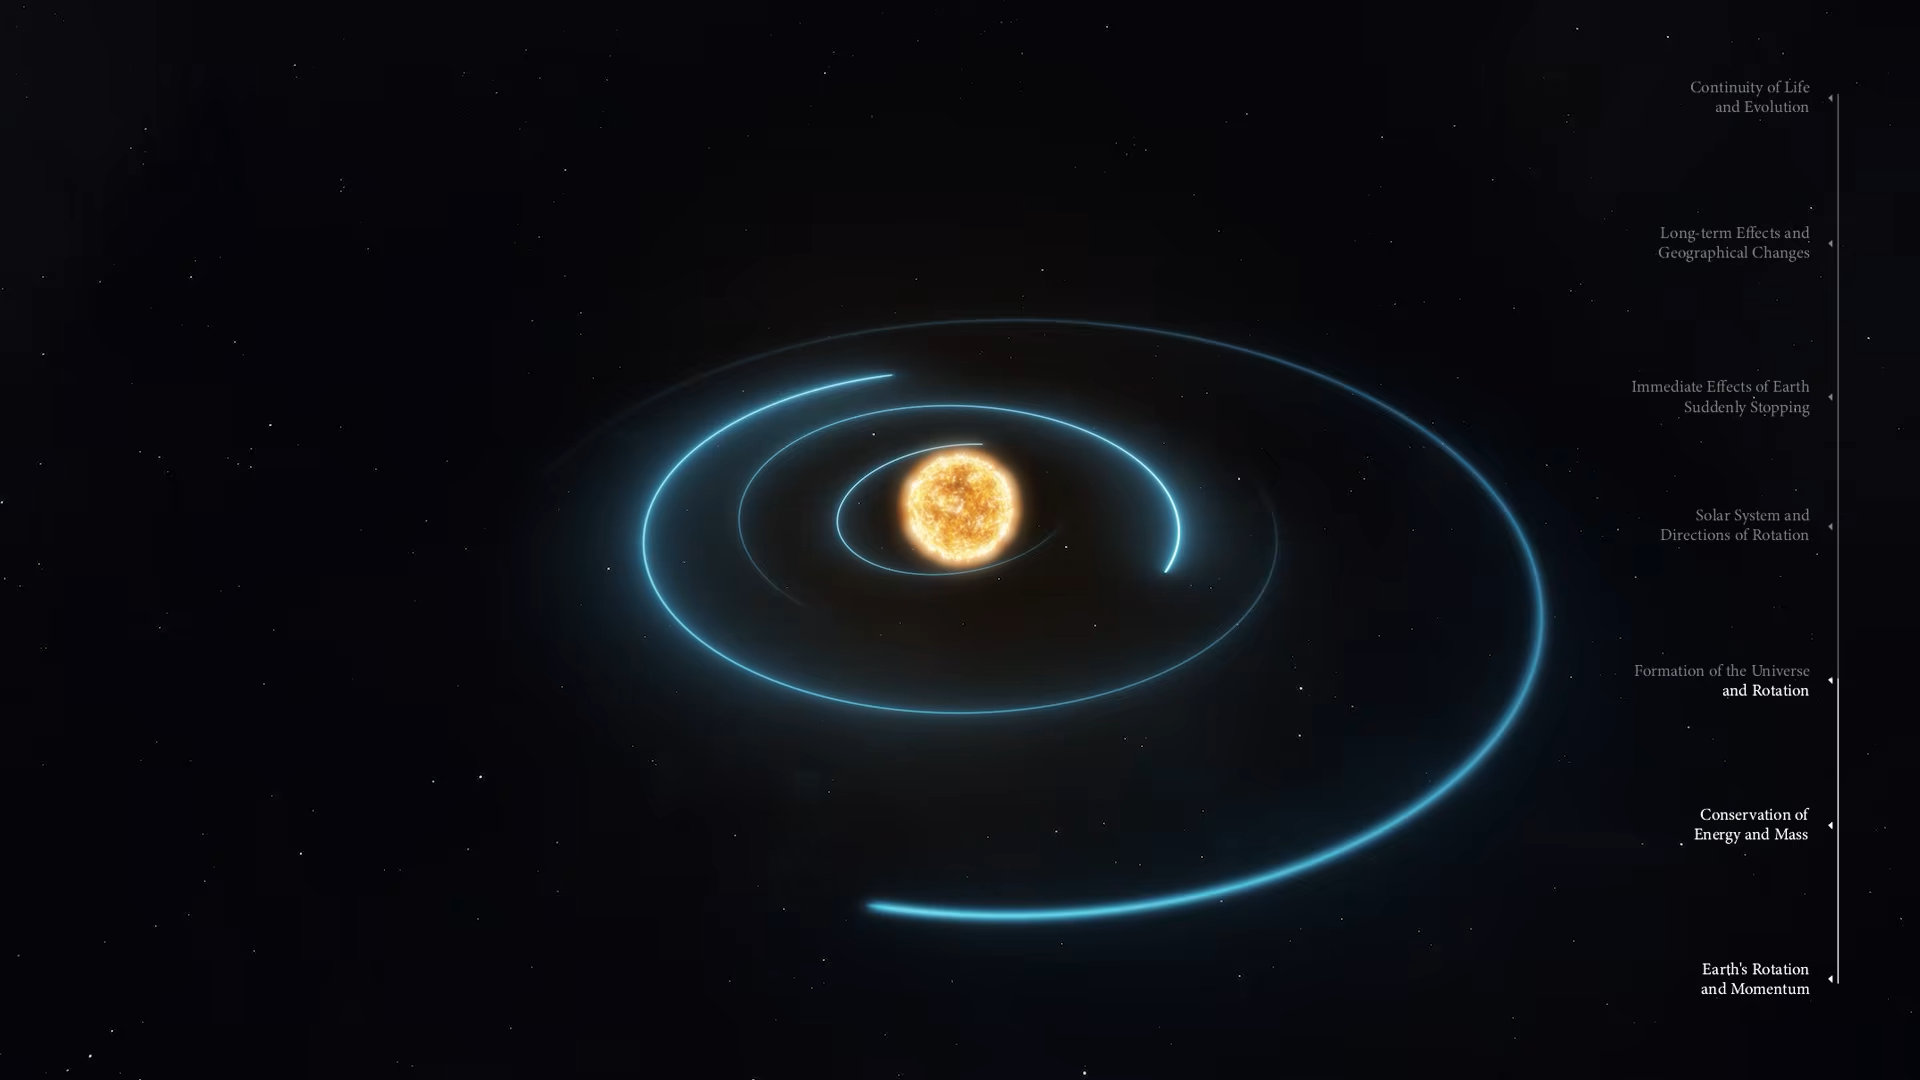 Continuity of Life
and Evolution
Long-term Effects and
Geographical Changes
Immediate Effects of Earth
Suddenly Stopping
Solar System and
Directions of Rotation
Formation of the Universe
and Rotation
Conservation of
Energy and Mass
Earth's Rotation
and Momentum